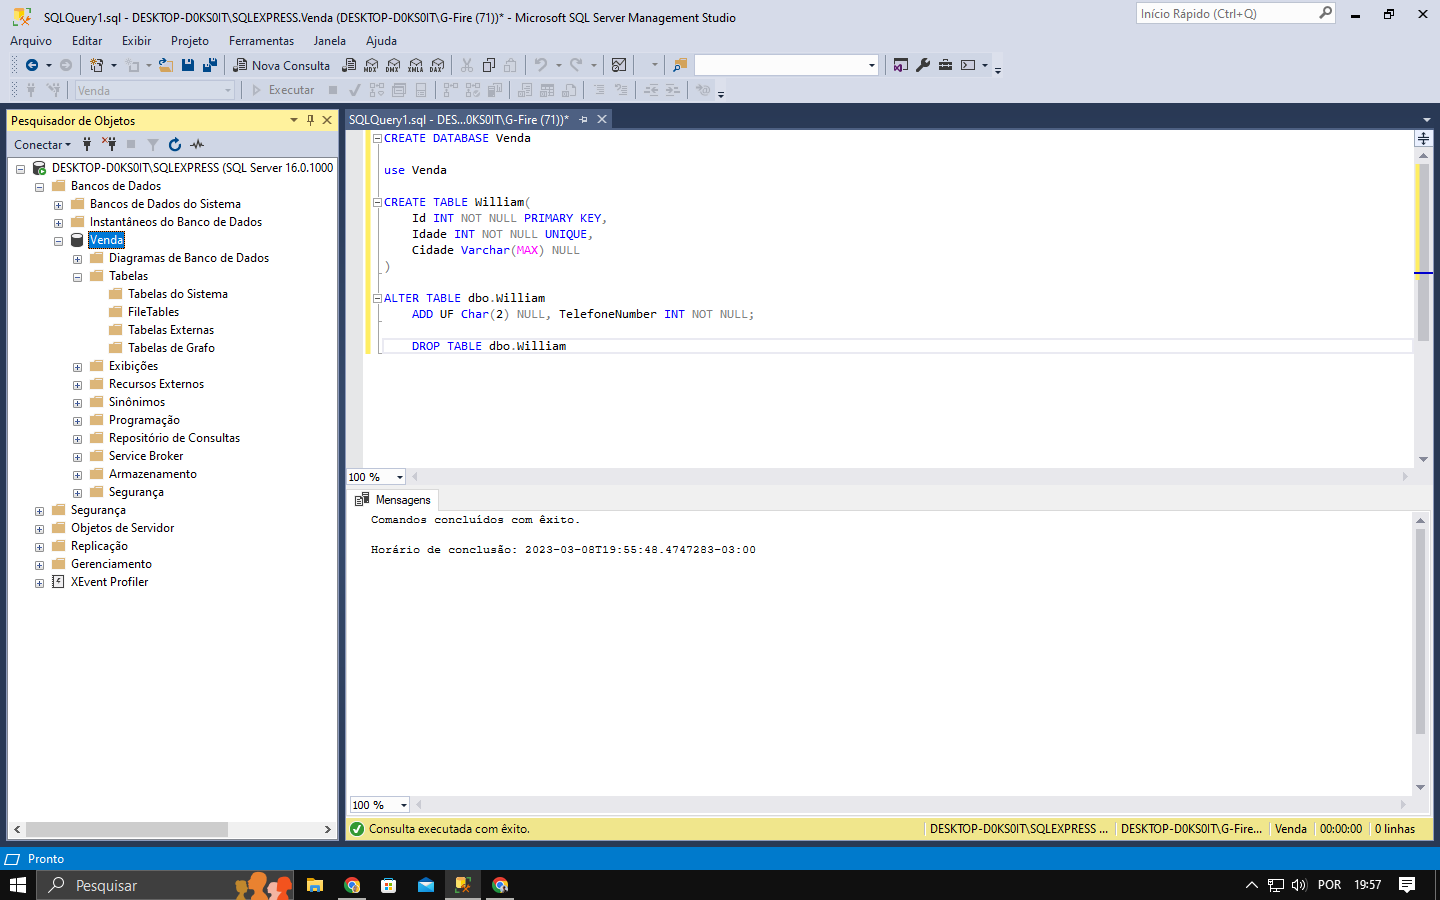 SQLQuery1.sql - DESKTOP-D0KS0IT\SQLEXPRESS.Venda (DESKTOP-D0KS0IT\G-Fire (71))* - Microsoft SQL Server Management Studio
Início Rápido (Ctrl+Q)
Arquivo Editar Exibir Projeto Ferramentas Janela Ajuda
Nova Consulta MDX DMX XMLA DAX
Venda Executar
Pesquisador de Objetos
SQLQuery1.sql - DES...0KS0IT\G-Fire (71))*
Conectar
DESKTOP-D0KS0IT\SQLEXPRESS (SQL Server 16.0.1000
Bancos de Dados
Bancos de Dados do Sistema
Instantâneos do Banco de Dados
Venda
Diagramas de Banco de Dados
Tabelas
Tabelas do Sistema
FileTables
Tabelas Externas
Tabelas de Grafo
Exibições
Recursos Externos
Sinônimos
Programação
Repositório de Consultas
Service Broker
Armazenamento
Segurança
Segurança
Objetos de Servidor
Replicação
Gerenciamento
XEvent Profiler
CREATE DATABASE Venda
use Venda
CREATE TABLE William(
Id INT NOT NULL PRIMARY KEY,
Idade INT NOT NULL UNIQUE,
Cidade Varchar(MAX) NULL
)
ALTER TABLE dbo.William
ADD UF Char(2) NULL, TelefoneNumber INT NOT NULL;
DROP TABLE dbo.William
100 %
Mensagens
Comandos concluídos com êxito.
Horário de conclusão: 2023-03-08T19:55:48.4747283-03:00
100 %
Consulta executada com êxito.
DESKTOP-D0KS0IT\SQLEXPRESS ... DESKTOP-D0KS0IT\G-Fire... Venda 00:00:00 0 linhas
Pronto
Pesquisar
POR 19:57